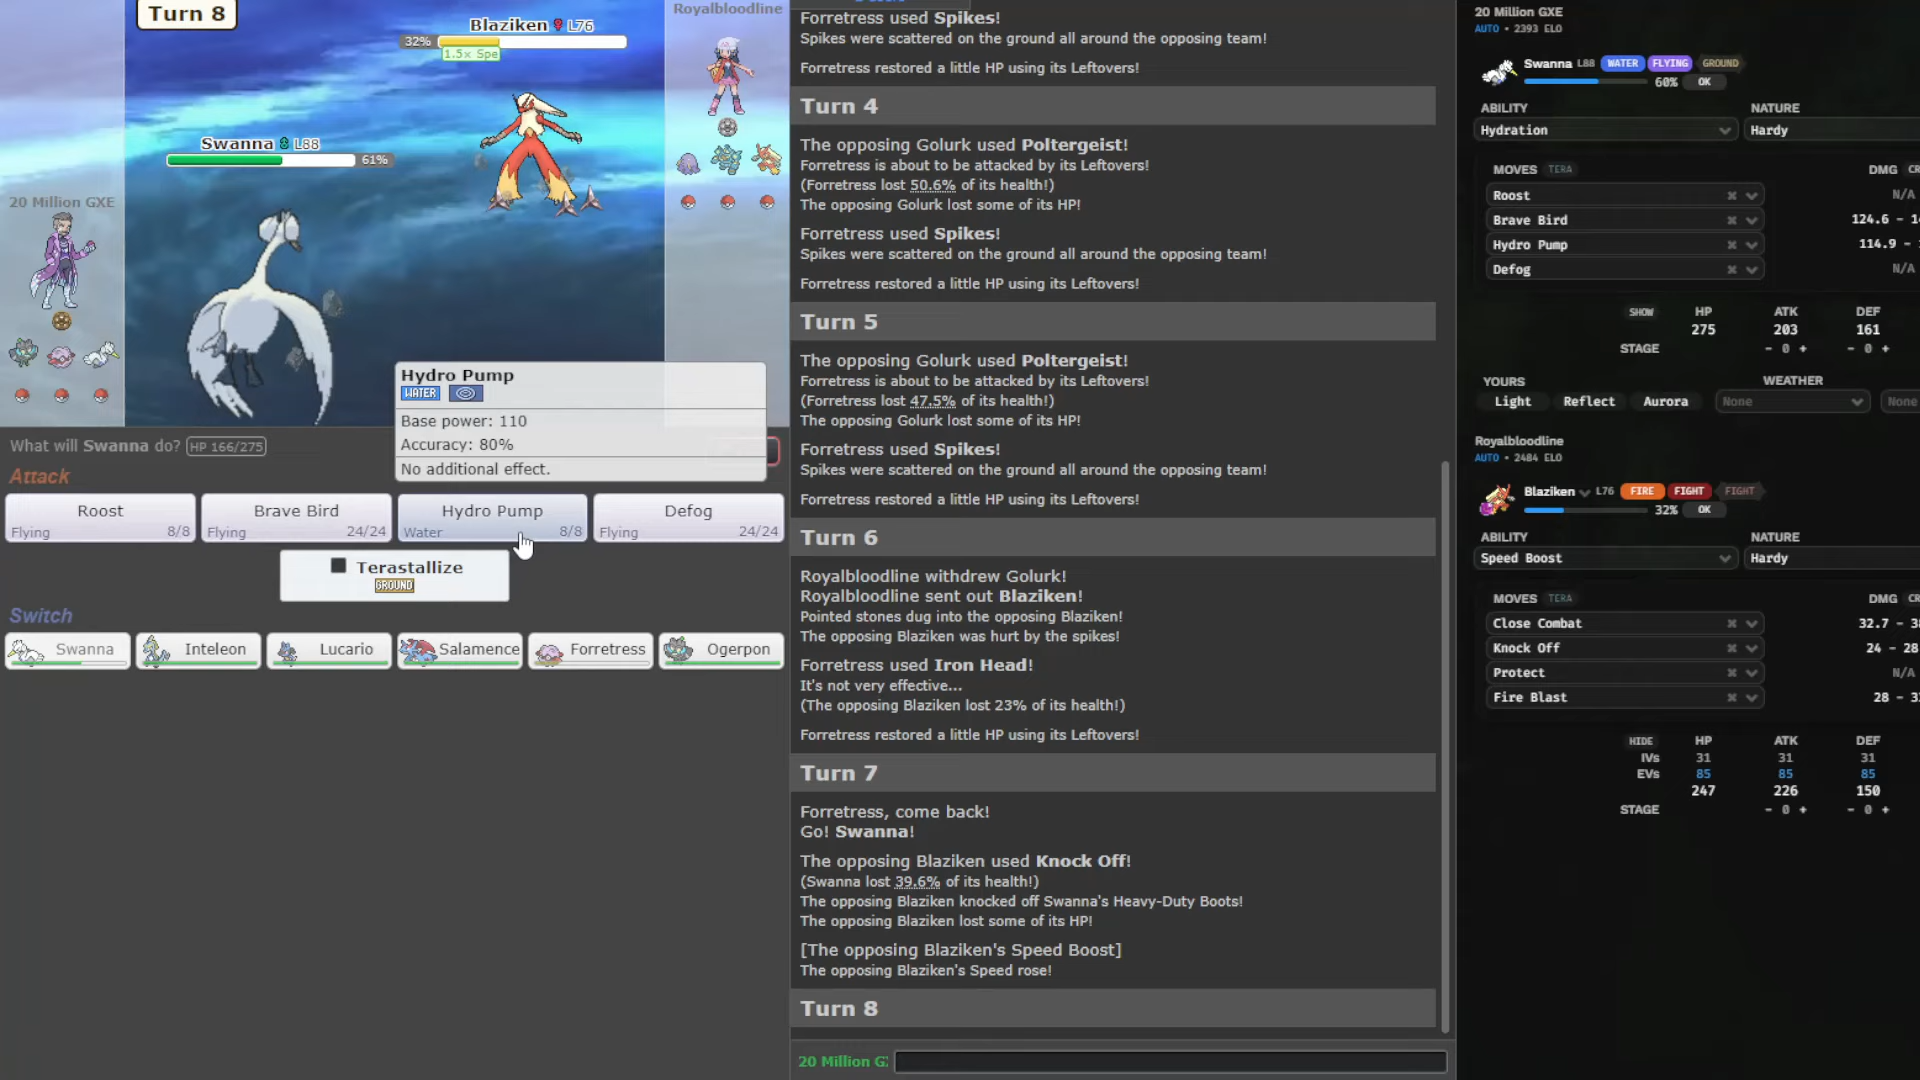 Turn 8
Blaziken L76
32%
1.5x Spe
Swanna L88
61%
20 Million GXE
Royalbloodline
Hydro Pump
WATER
Base power: 110
Accuracy: 80%
No additional effect.
What will Swanna do? HP 166/275
Attack
Roost
Flying 8/8
Brave Bird
Flying 24/24
Hydro Pump
Water 8/8
Defog
Flying 24/24
Terastallize
GROUND
Switch
Swanna
Inteleon
Lucario
Salamence
Forretress
Ogerpon
Forretress used Spikes!
Spikes were scattered on the ground all around the opposing team!
Forretress restored a little HP using its Leftovers!
Turn 4
The opposing Golurk used Poltergeist!
Forretress is about to be attacked by its Leftovers!
(Forretress lost 50.6% of its health!)
The opposing Golurk lost some of its HP!
Forretress used Spikes!
Spikes were scattered on the ground all around the opposing team!
Forretress restored a little HP using its Leftovers!
Turn 5
The opposing Golurk used Poltergeist!
Forretress is about to be attacked by its Leftovers!
(Forretress lost 47.5% of its health!)
The opposing Golurk lost some of its HP!
Forretress used Spikes!
Spikes were scattered on the ground all around the opposing team!
Forretress restored a little HP using its Leftovers!
Turn 6
Royalbloodline withdrew Golurk!
Royalbloodline sent out Blaziken!
Pointed stones dug into the opposing Blaziken!
The opposing Blaziken was hurt by the spikes!
Forretress used Iron Head!
It's not very effective...
(The opposing Blaziken lost 23% of its health!)
Forretress restored a little HP using its Leftovers!
Turn 7
Forretress, come back!
Go! Swanna!
The opposing Blaziken used Knock Off!
(Swanna lost 39.6% of its health!)
The opposing Blaziken knocked off Swanna's Heavy-Duty Boots!
The opposing Blaziken lost some of its HP!
[The opposing Blaziken's Speed Boost]
The opposing Blaziken's Speed rose!
Turn 8
20 Million G
20 Million GXE
AUTO • 2393 ELO
Swanna L88 WATER FLYING GROUND
60% OK
ABILITY NATURE
Hydration Hardy
MOVES TERA DMG CR
Roost N/A
Brave Bird 124.6 - 1
Hydro Pump 114.9 -
Defog N/A
SHOW HP ATK DEF
275 203 161
STAGE - 0 + - 0 +
YOURS WEATHER
Light Reflect Aurora None None
Royalbloodline
AUTO • 2484 ELO
Blaziken L76 FIRE FIGHT FIGHT
32% OK
ABILITY NATURE
Speed Boost Hardy
MOVES TERA DMG CR
Close Combat 32.7 - 3
Knock Off 24 - 28
Protect N/A
Fire Blast 28 - 3
HIDE HP ATK DEF
IVs 31 31 31
EVs 85 85 85
247 226 150
STAGE - 0 + - 0 +